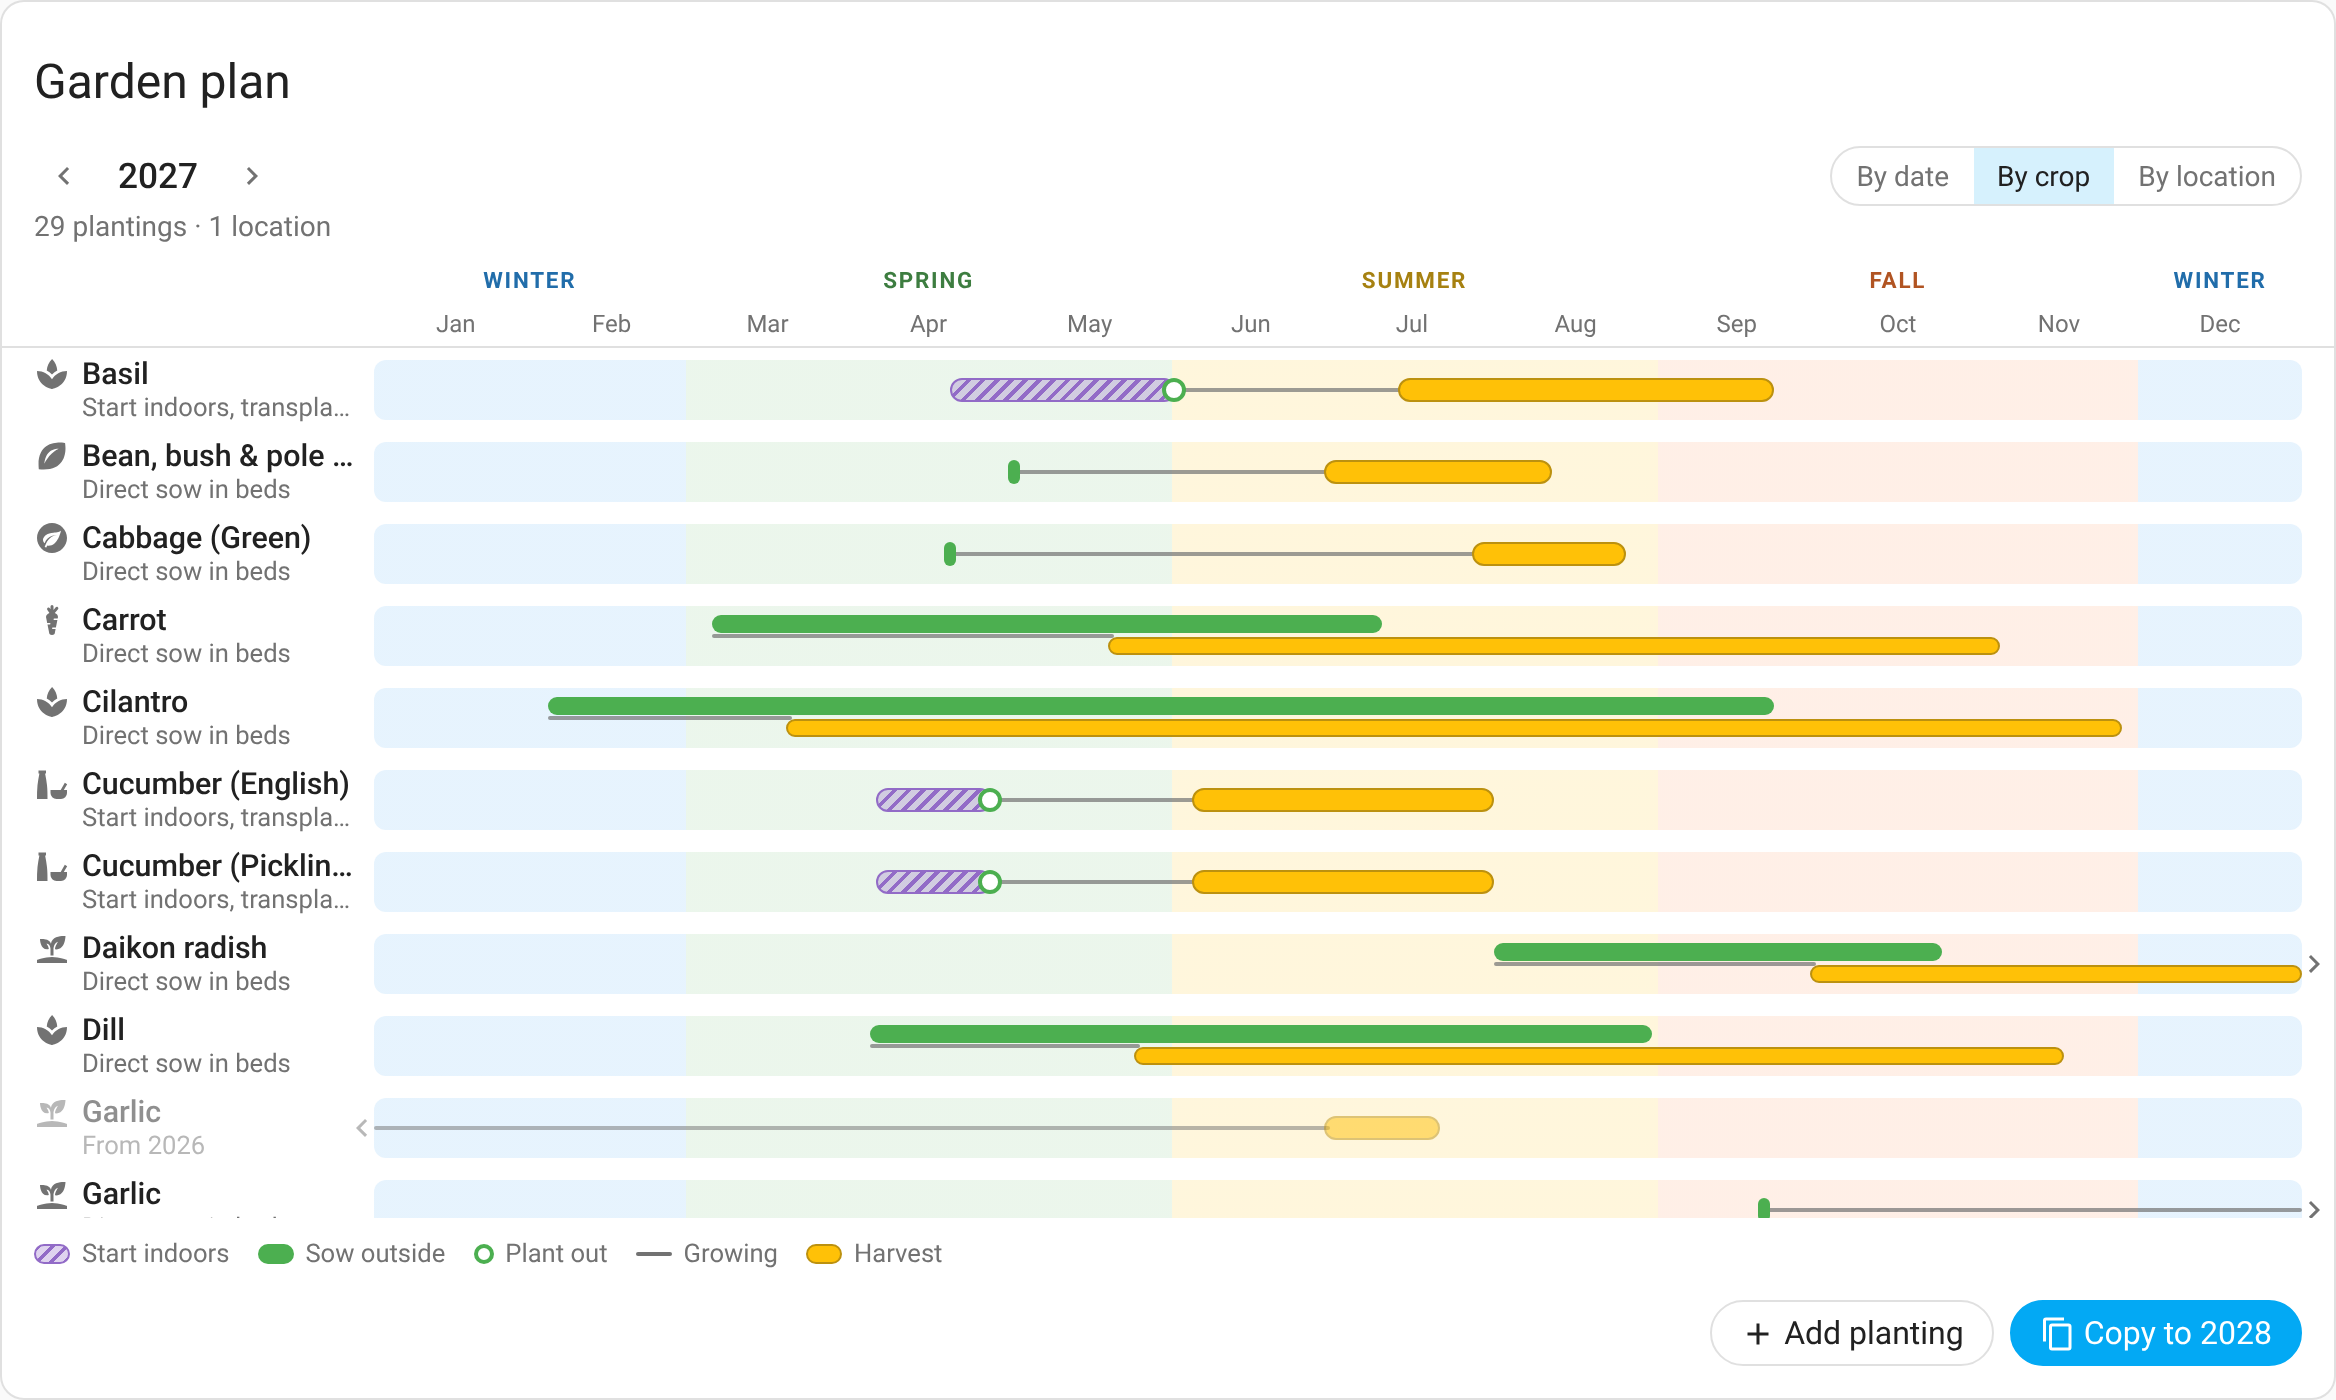 Garden plan
2027
By date By crop By location
29 plantings · 1 location
WINTER SPRING SUMMER FALL WINTER
Jan Feb Mar Apr May Jun Jul Aug Sep Oct Nov Dec
Basil
Start indoors, transpla...
Bean, bush & pole ...
Direct sow in beds
Cabbage (Green)
Direct sow in beds
Carrot
Direct sow in beds
Cilantro
Direct sow in beds
Cucumber (English)
Start indoors, transpla...
Cucumber (Picklin...
Start indoors, transpla...
Daikon radish
Direct sow in beds
Dill
Direct sow in beds
Garlic
From 2026
Garlic
Start indoors Sow outside Plant out Growing Harvest
+ Add planting Copy to 2028